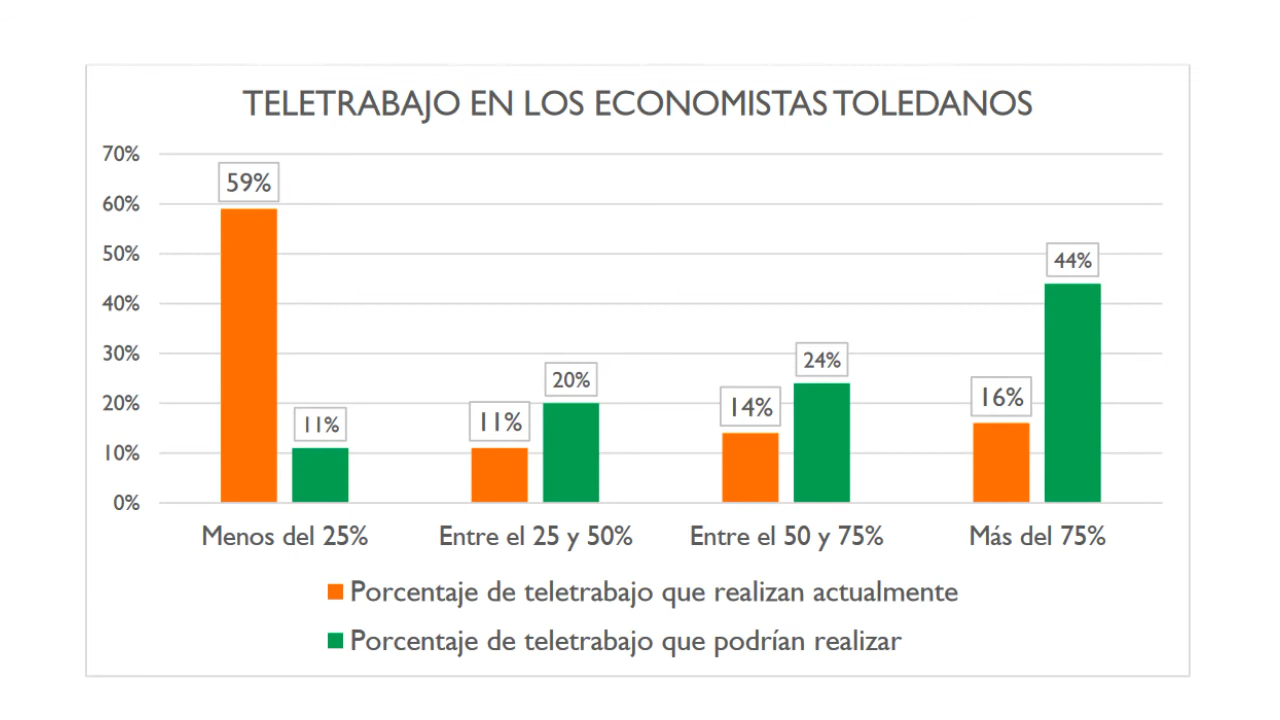 TELETRABAJO EN LOS ECONOMISTAS TOLEDANOS
70%
60%
50%
40%
30%
20%
10%
0%
59%
11%
11%
20%
14%
24%
16%
44%
Menos del 25%
Entre el 25 y 50%
Entre el 50 y 75%
Más del 75%
Porcentaje de teletrabajo que realizan actualmente
Porcentaje de teletrabajo que podrían realizar